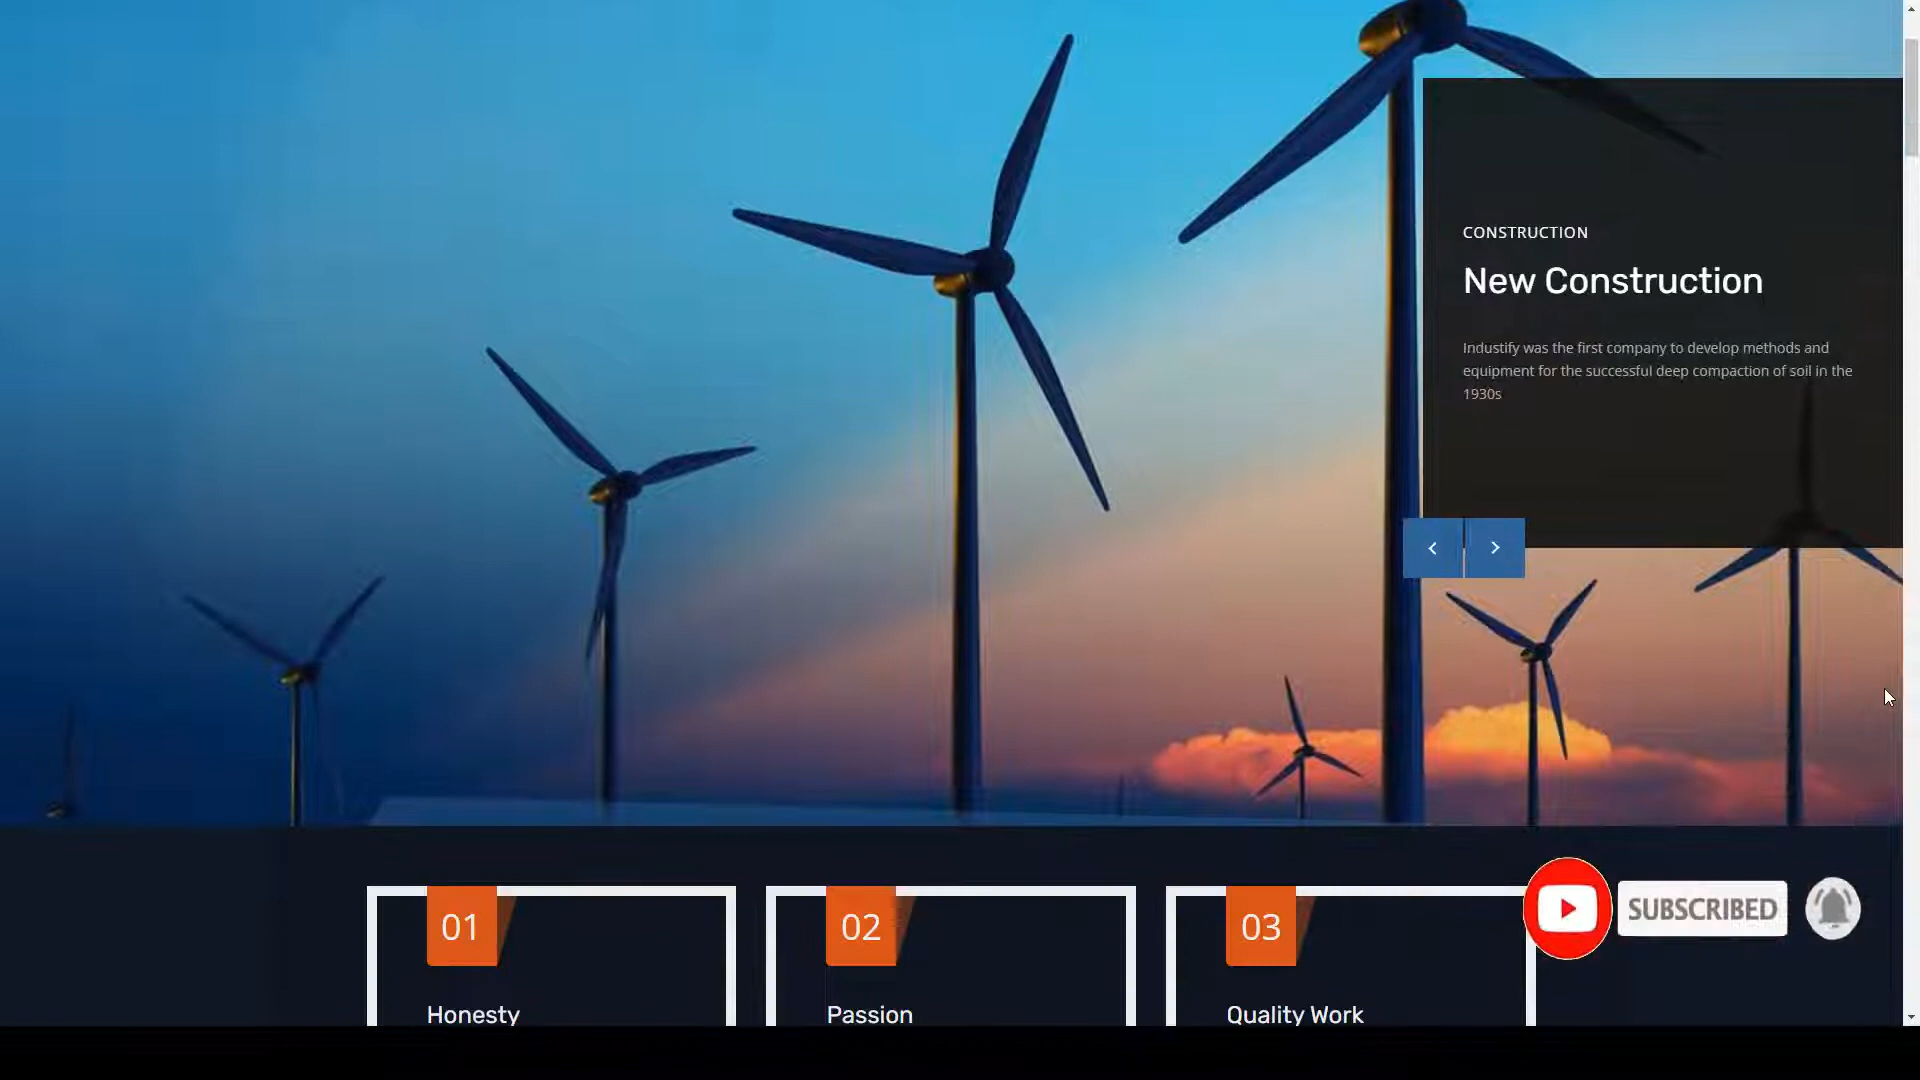 CONSTRUCTION
New Construction
Industify was the first company to develop methods and
equipment for the successful deep compaction of soil in the
1930s
01
02
03
SUBSCRIBED
Honesty
Passion
Quality Work